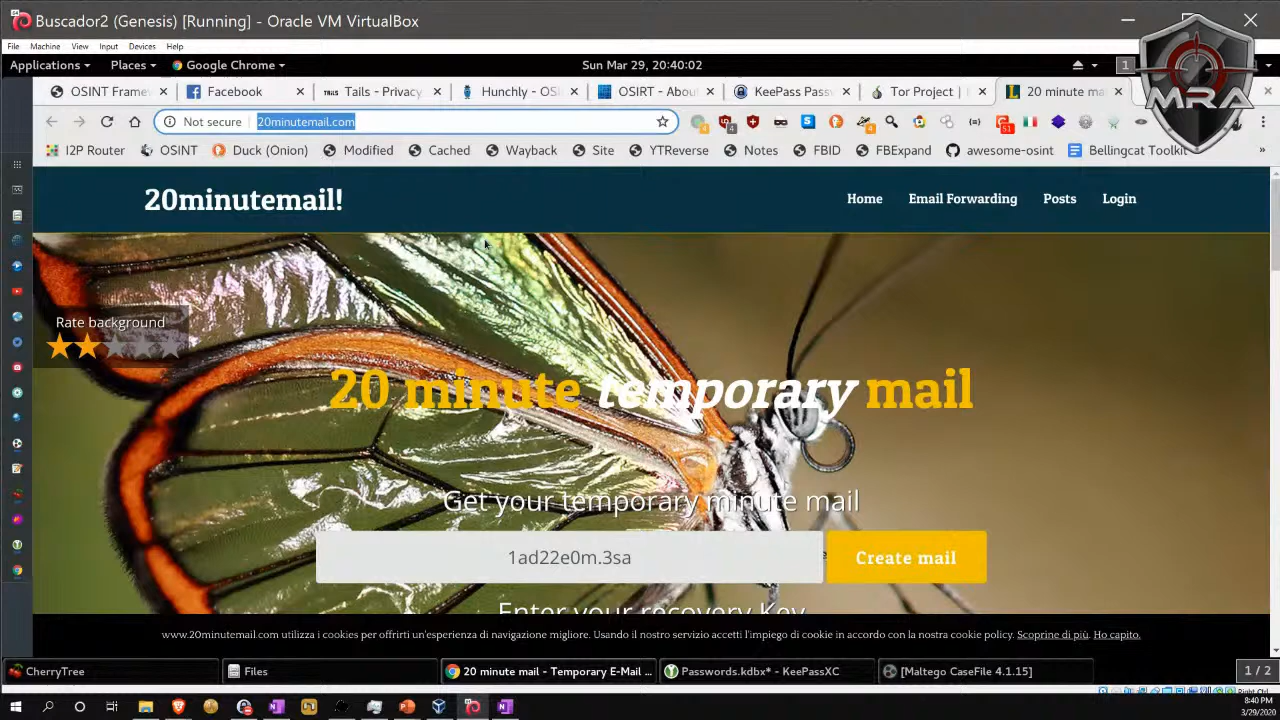 Buscador2 (Genesis) [Running] - Oracle VM VirtualBox
File Machine View Input Devices Help
Applications Places Google Chrome Sun Mar 29, 20:40:02 1
OSINT Frame Facebook Tails - Privacy Hunchly - OSI OSIRT - Abou KeePass Pass Tor Project | 20 minute ma
MRA
Not secure 20minutemail.com
I2P Router OSINT Duck (Onion) Modified Cached Wayback Site YTReverse Notes FBID FBExpand awesome-osint Bellingcat Toolkit »
20minutemail! Home Email Forwarding Posts Login
Rate background
20 minute temporary mail
Get your temporary minute mail
1ad22e0m.3sa Create mail
Enter your recovery Key
www.20minutemail.com utilizza i cookies per offrirti un'esperienza di navigazione migliore. Usando il nostro servizio accetti l'impiego di cookie in accordo con la nostra cookie policy. Scoprine di più. Ho capito.
CherryTree Files 20 minute mail - Temporary E-Mail ... Passwords.kdbx* - KeePassXC [Maltego CaseFile 4.1.15] 1 / 2
Right Ctrl
8:40 PM
3/29/2020